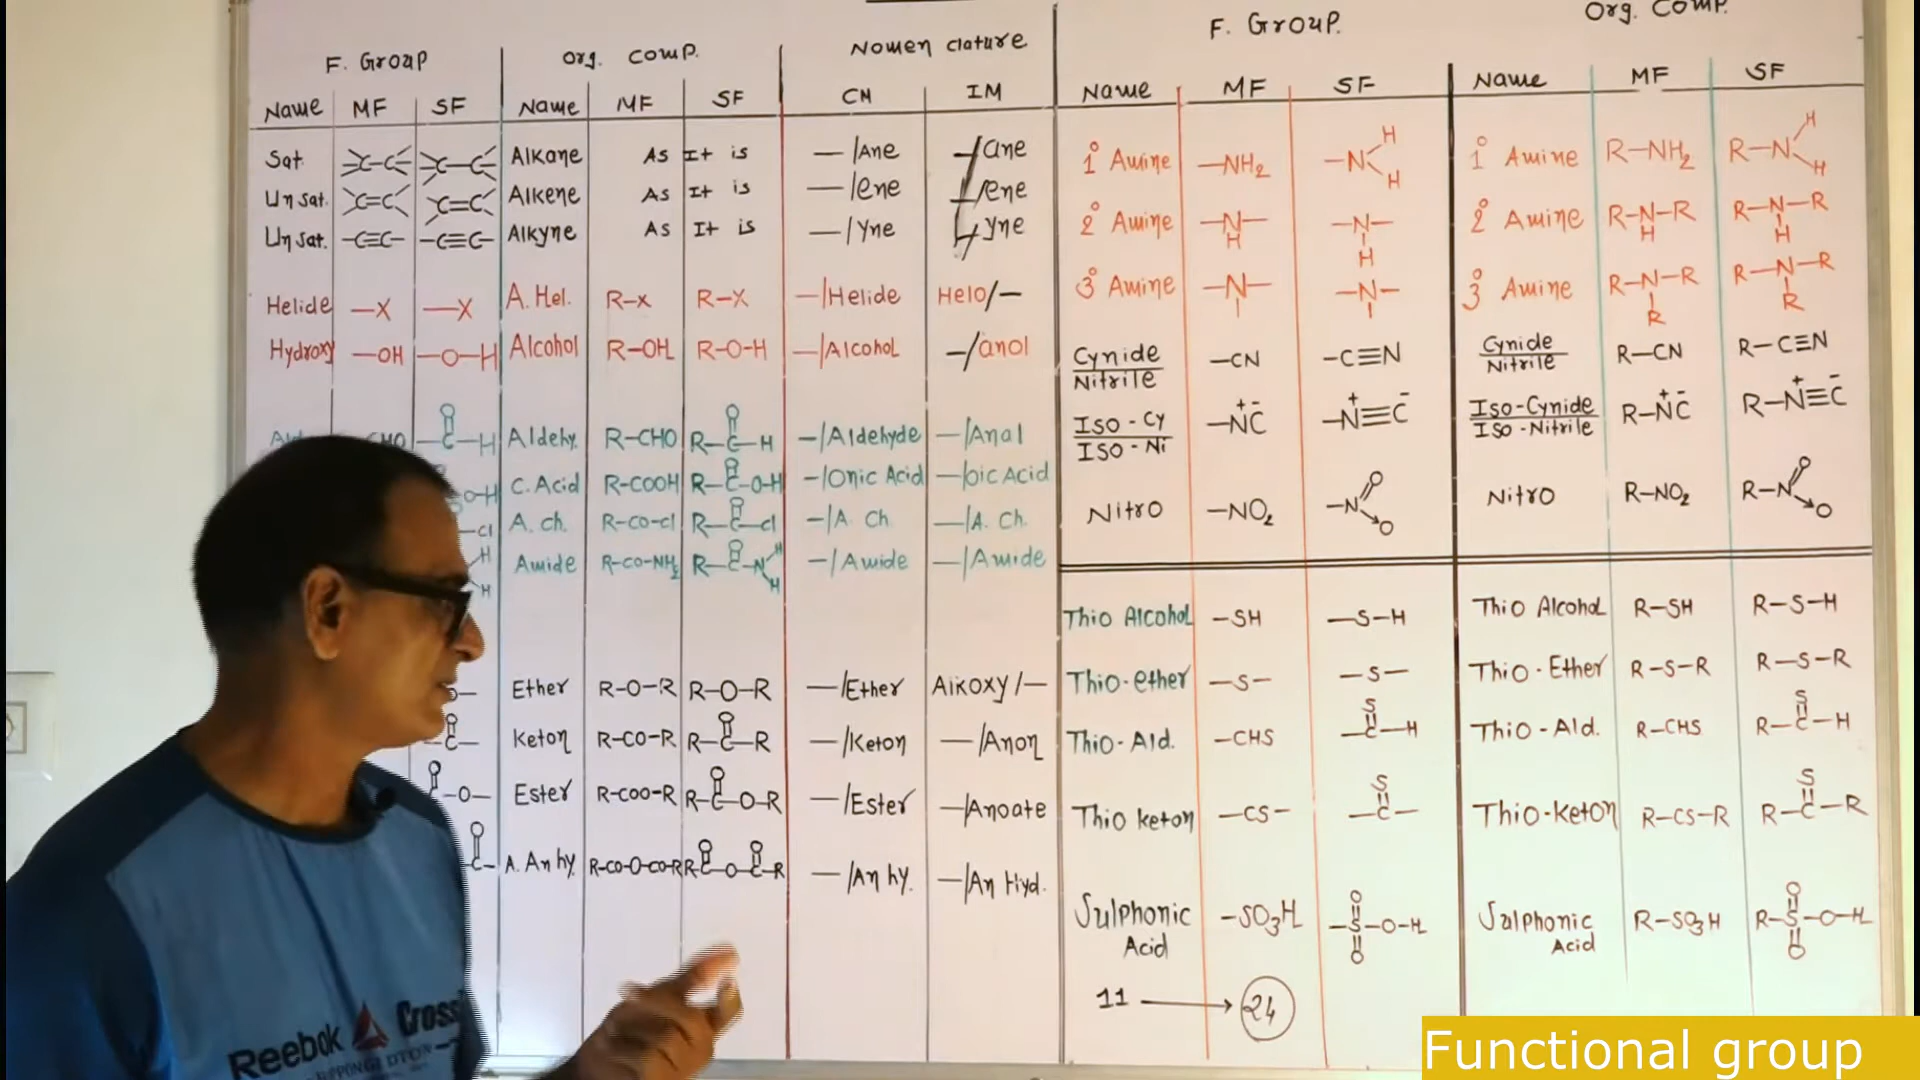 F. Group Org. Comp. Nomen clature F. Group. Org. Comp.
Name MF SF Name MF SF CN IM Name MF SF Name MF SF
Sat. >C-C< >C-C< Alkane As It is —/Ane —/ane
Un sat. >C=C< >C=C< Alkene As It is —/ene —/ene
Un sat. -C≡C- -C≡C- Alkyne As It is —/Yne —/yne
Helide —X —X A. Hel. R-X R-X —/Helide Helo/—
Hydroxy —OH —O-H Alcohol R-OH R-O-H —/Alcohol —/anol
Aldehy. R-CHO R-C-H —/Aldehyde —/Anal
C. Acid R-COOH R-C-O-H —/Onic Acid —/oic Acid
A. ch. R-CO-Cl R-C-Cl —/A. Ch. —/A. Ch.
Amide R-CO-NH2 R-C-N H H —/Amide —/Amide
Ether R-O-R R-O-R —/Ether Alkoxy/—
Keton R-CO-R R-C-R —/Keton —/Anon
Ester R-COO-R R-C-O-R —/Ester —/Anoate
A. Anhy. R-CO-O-CO-R R-C-O-C-R —/Anhy. —/An Hyd.
1° Amine —NH2 —N H H 1° Amine R-NH2 R-N H H
2° Amine —N— H —N— H 2° Amine R-N-R H R-N-R H
3° Amine —N— —N— 3° Amine R-N-R R R-N-R R
Cynide —CN -C≡N Cynide R-CN R-C≡N
Nitrile Nitrile
Iso-Cy —N+C- —N+≡C- Iso-Cynide R-N+C- R-N+≡C-
Iso-Ni Iso-Nitrile
Nitro —NO2 —N O O Nitro R-NO2 R-N O O
Thio Alcohol —SH —S-H Thio Alcohol R-SH R-S-H
Thio-ether —S— —S— Thio-Ether R-S-R R-S-R
Thio-Ald. —CHS S —C-H Thio-Ald. R-CHS S R-C-H
Thio keton —CS— S —C— Thio-keton R-CS-R S R-C-R
Sulphonic —SO3H O —S-O-H O Sulphonic R-SO3H O R-S-O-H O
Acid Acid
11 ⟶ 24
Reebok Cross
Functional group